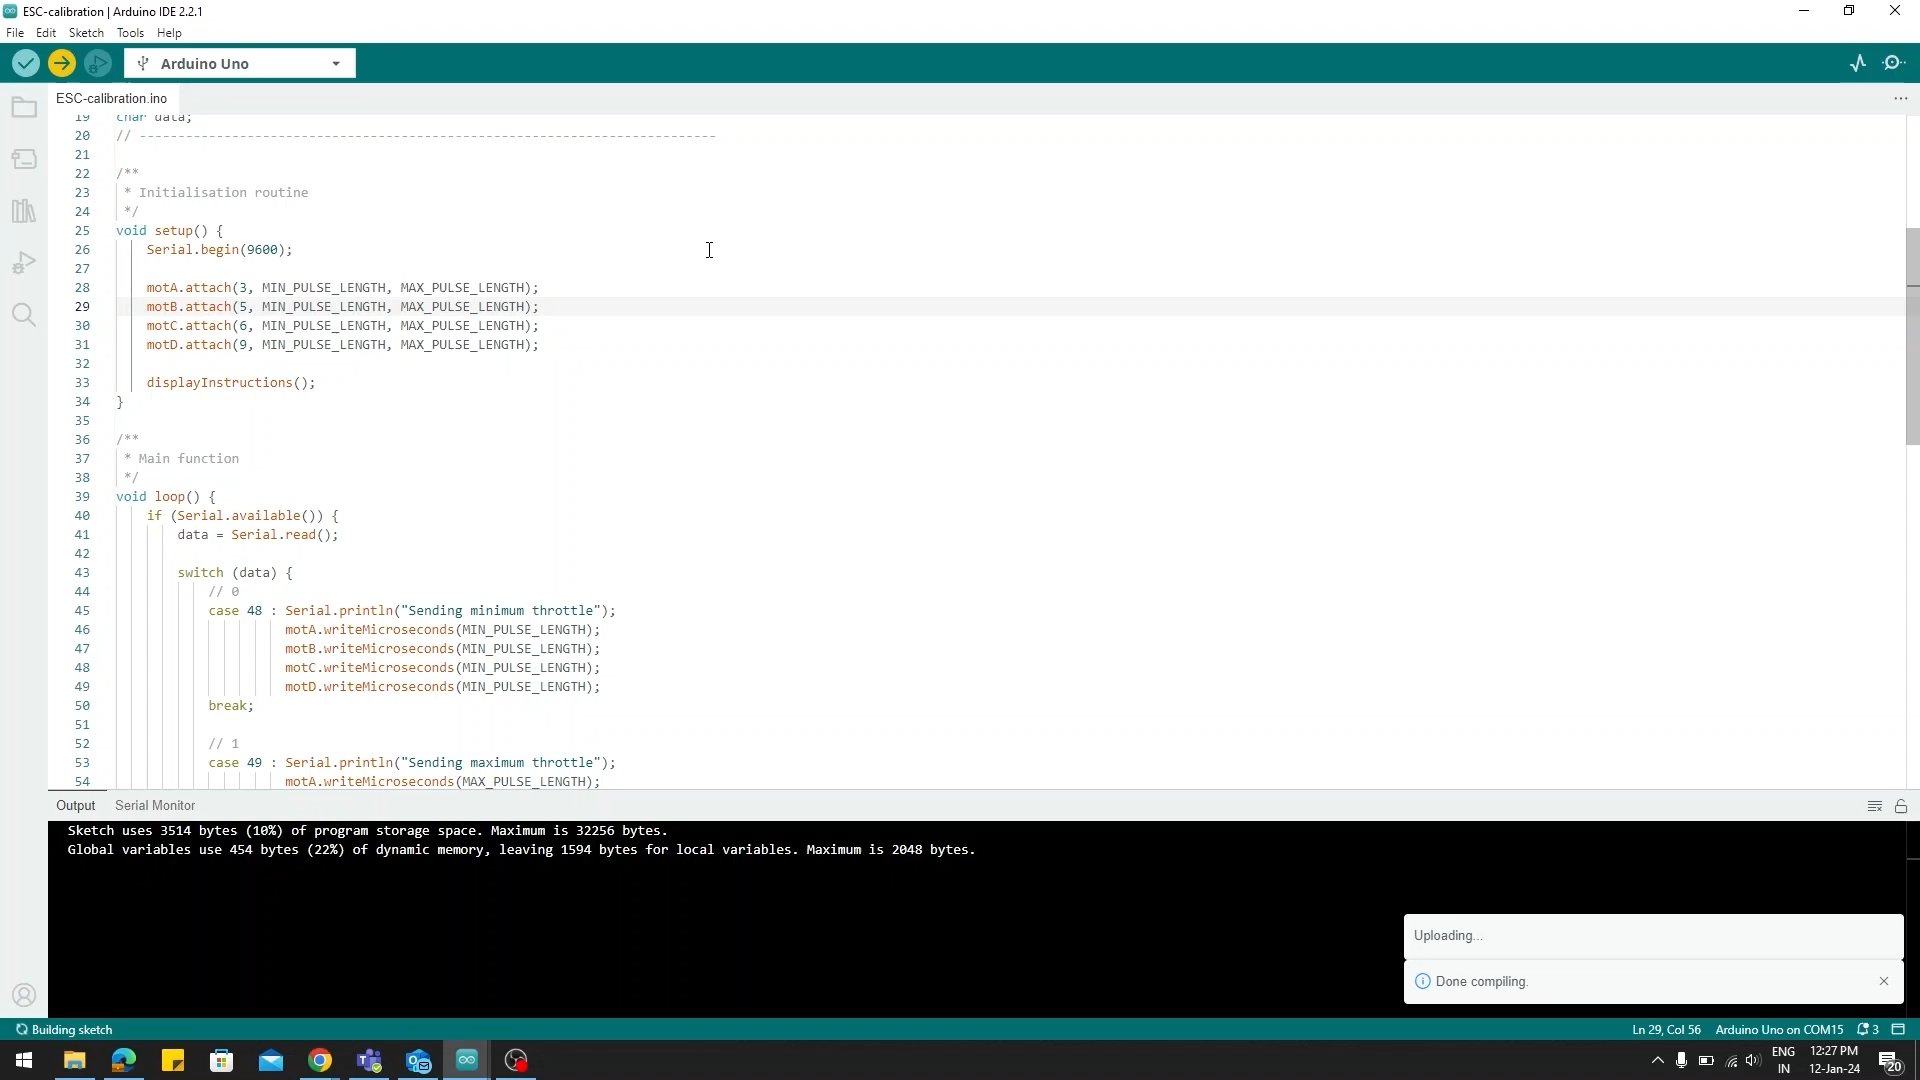 ESC-calibration | Arduino IDE 2.2.1
File Edit Sketch Tools Help
Arduino Uno
ESC-calibration.ino
19 char data;
20 // ---------------------------------------------------------------------------
21
22 /**
23 * Initialisation routine
24 */
25 void setup() {
26 Serial.begin(9600);
27
28 motA.attach(3, MIN_PULSE_LENGTH, MAX_PULSE_LENGTH);
29 motB.attach(5, MIN_PULSE_LENGTH, MAX_PULSE_LENGTH);
30 motC.attach(6, MIN_PULSE_LENGTH, MAX_PULSE_LENGTH);
31 motD.attach(9, MIN_PULSE_LENGTH, MAX_PULSE_LENGTH);
32
33 displayInstructions();
34 }
35
36 /**
37 * Main function
38 */
39 void loop() {
40 if (Serial.available()) {
41 data = Serial.read();
42
43 switch (data) {
44 // 0
45 case 48 : Serial.println("Sending minimum throttle");
46 motA.writeMicroseconds(MIN_PULSE_LENGTH);
47 motB.writeMicroseconds(MIN_PULSE_LENGTH);
48 motC.writeMicroseconds(MIN_PULSE_LENGTH);
49 motD.writeMicroseconds(MIN_PULSE_LENGTH);
50 break;
51
52 // 1
53 case 49 : Serial.println("Sending maximum throttle");
54 motA.writeMicroseconds(MAX_PULSE_LENGTH);
Output Serial Monitor
Sketch uses 3514 bytes (10%) of program storage space. Maximum is 32256 bytes.
Global variables use 454 bytes (22%) of dynamic memory, leaving 1594 bytes for local variables. Maximum is 2048 bytes.
Uploading...
Done compiling.
Building sketch
Ln 29, Col 56 Arduino Uno on COM15 3
ENG 12:27 PM
IN 12-Jan-24 20